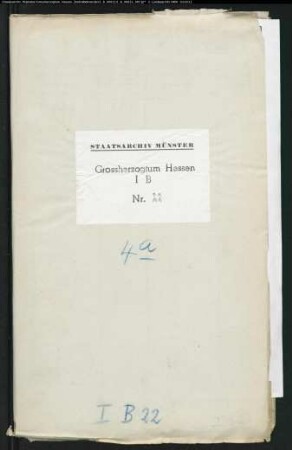 STAATSARCHIV MÜNSTER
Grossherzogtum Hessen
I B
Nr. 22
4a
I B 22